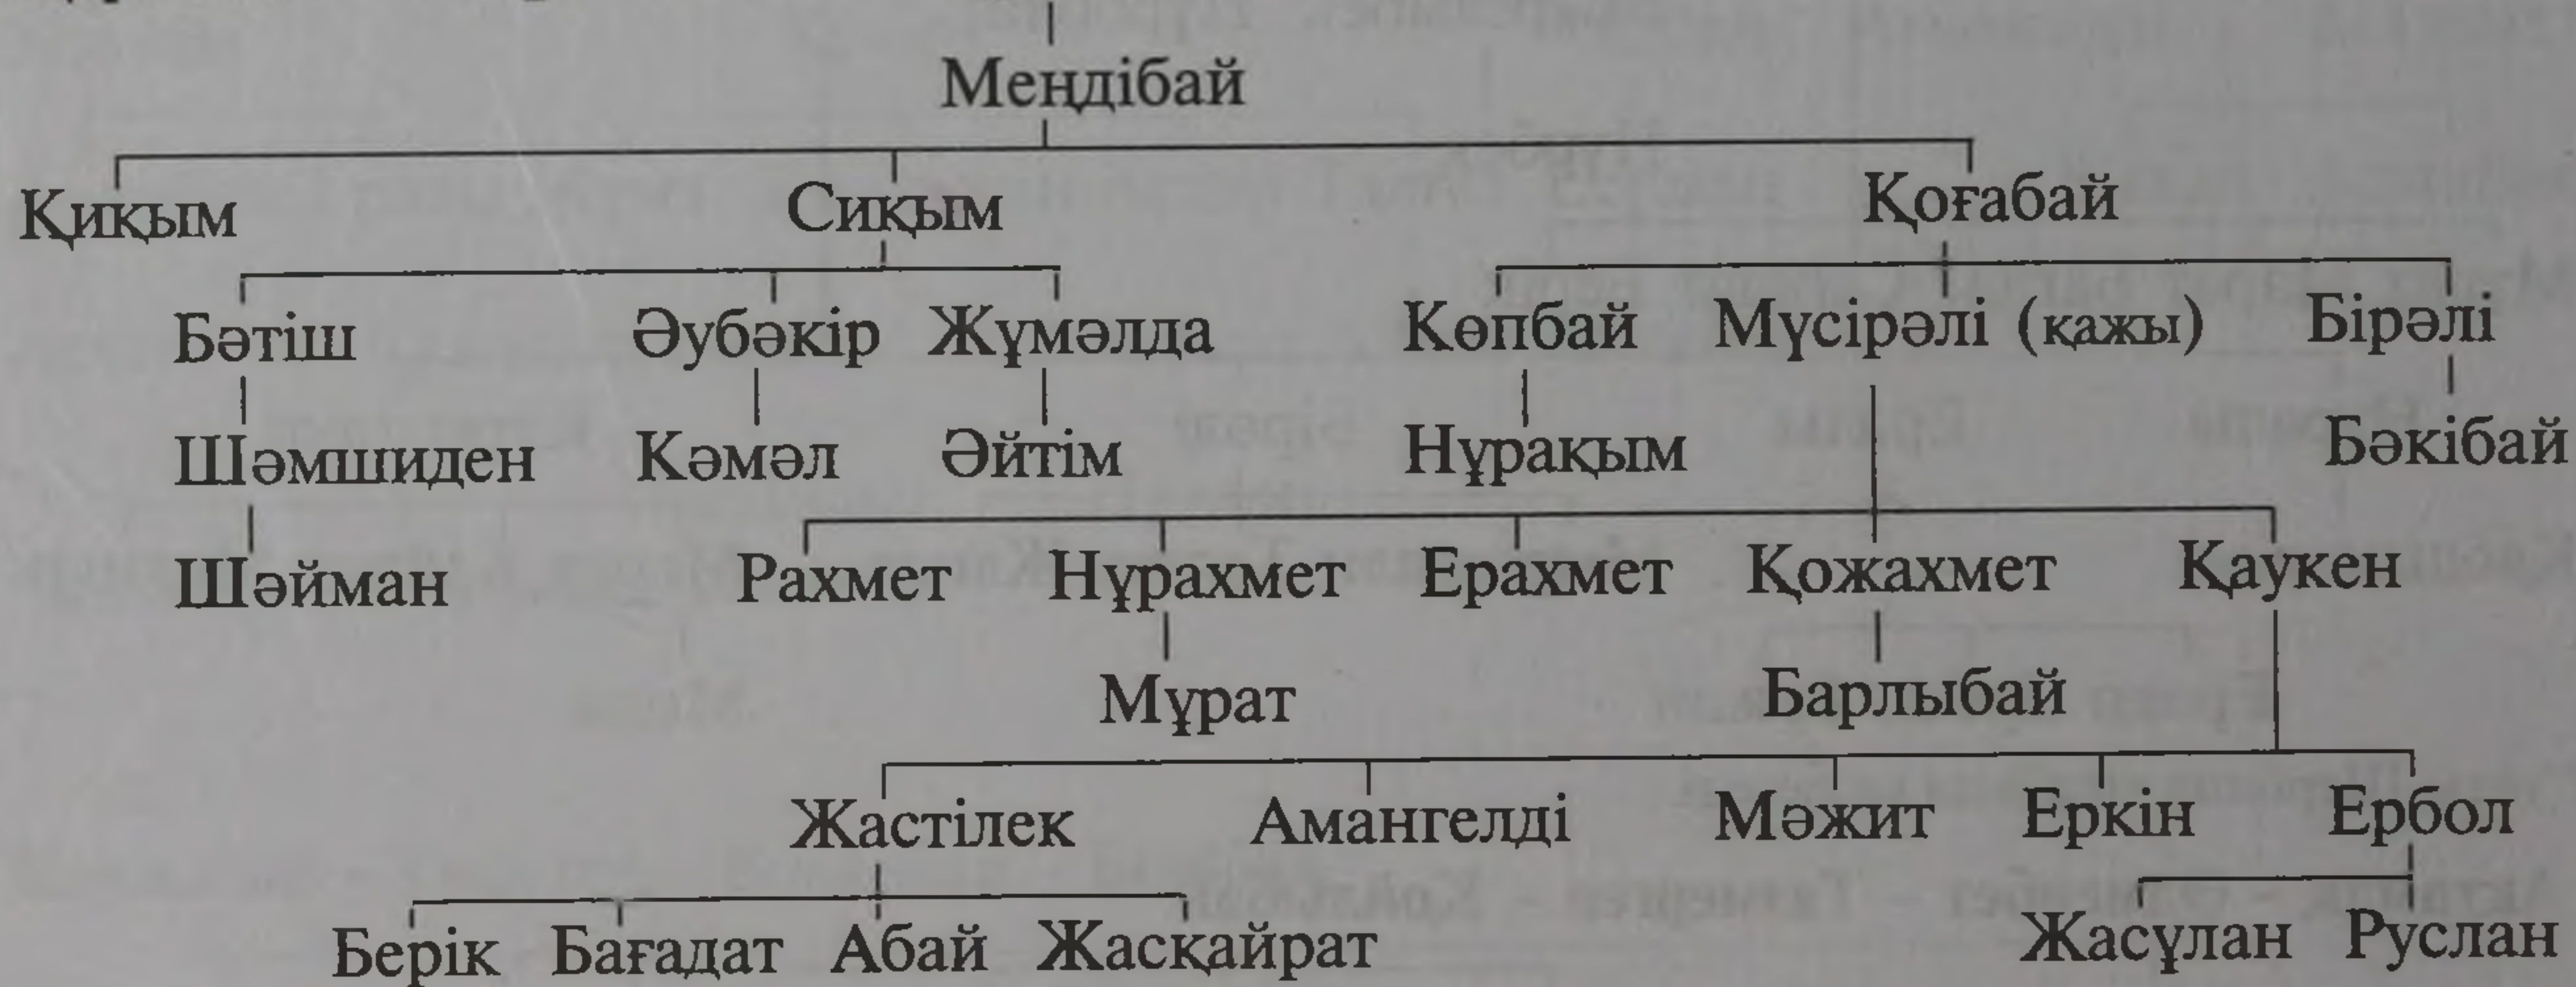 Меңдібай
Қиқым Сиқым Қоғабай
Бәтіш Әубәкір Жұмәлда Көпбай Мүсірәлі (қажы) Бірәлі
Шәмшиден Кәмәл Әйтім Нұрақым Бәкібай
Шәйман Рахмет Нұрахмет Ерахмет Қожахмет Қаукен
Мұрат Барлыбай
Жастілек Амангелді Мәжит Еркін Ербол
Берік Бағадат Абай Жасқайрат Жасұлан Руслан